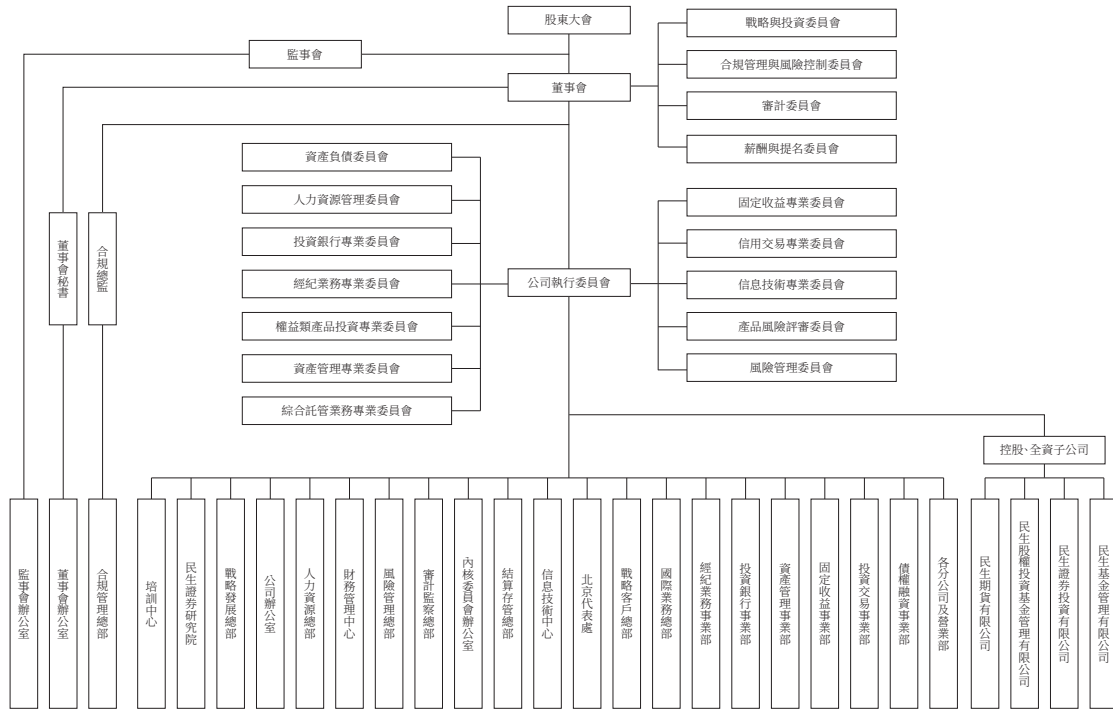 股東大會
監事會
董事會
戰略與投資委員會
合規管理與風險控制委員會
審計委員會
薪酬與提名委員會
資產負債委員會
人力資源管理委員會
投資銀行專業委員會
經紀業務專業委員會
權益類產品投資專業委員會
資產管理專業委員會
綜合託管業務專業委員會
董事會秘書
合規總監
公司執行委員會
固定收益專業委員會
信用交易專業委員會
信息技術專業委員會
產品風險評審委員會
風險管理委員會
控股、全資子公司
監事會辦公室
董事會辦公室
合規管理總部
培訓中心
民生證券研究院
戰略發展總部
公司辦公室
人力資源總部
財務管理中心
風險管理總部
審計監察總部
內核委員會辦公室
結算存管總部
信息技術中心
北京代表處
戰略客戶總部
國際業務總部
經紀業務事業部
投資銀行事業部
資產管理事業部
固定收益事業部
投資交易事業部
債權融資事業部
各分公司及營業部
民生期貨有限公司
民生股權投資基金管理有限公司
民生證券投資有限公司
民生基金管理有限公司